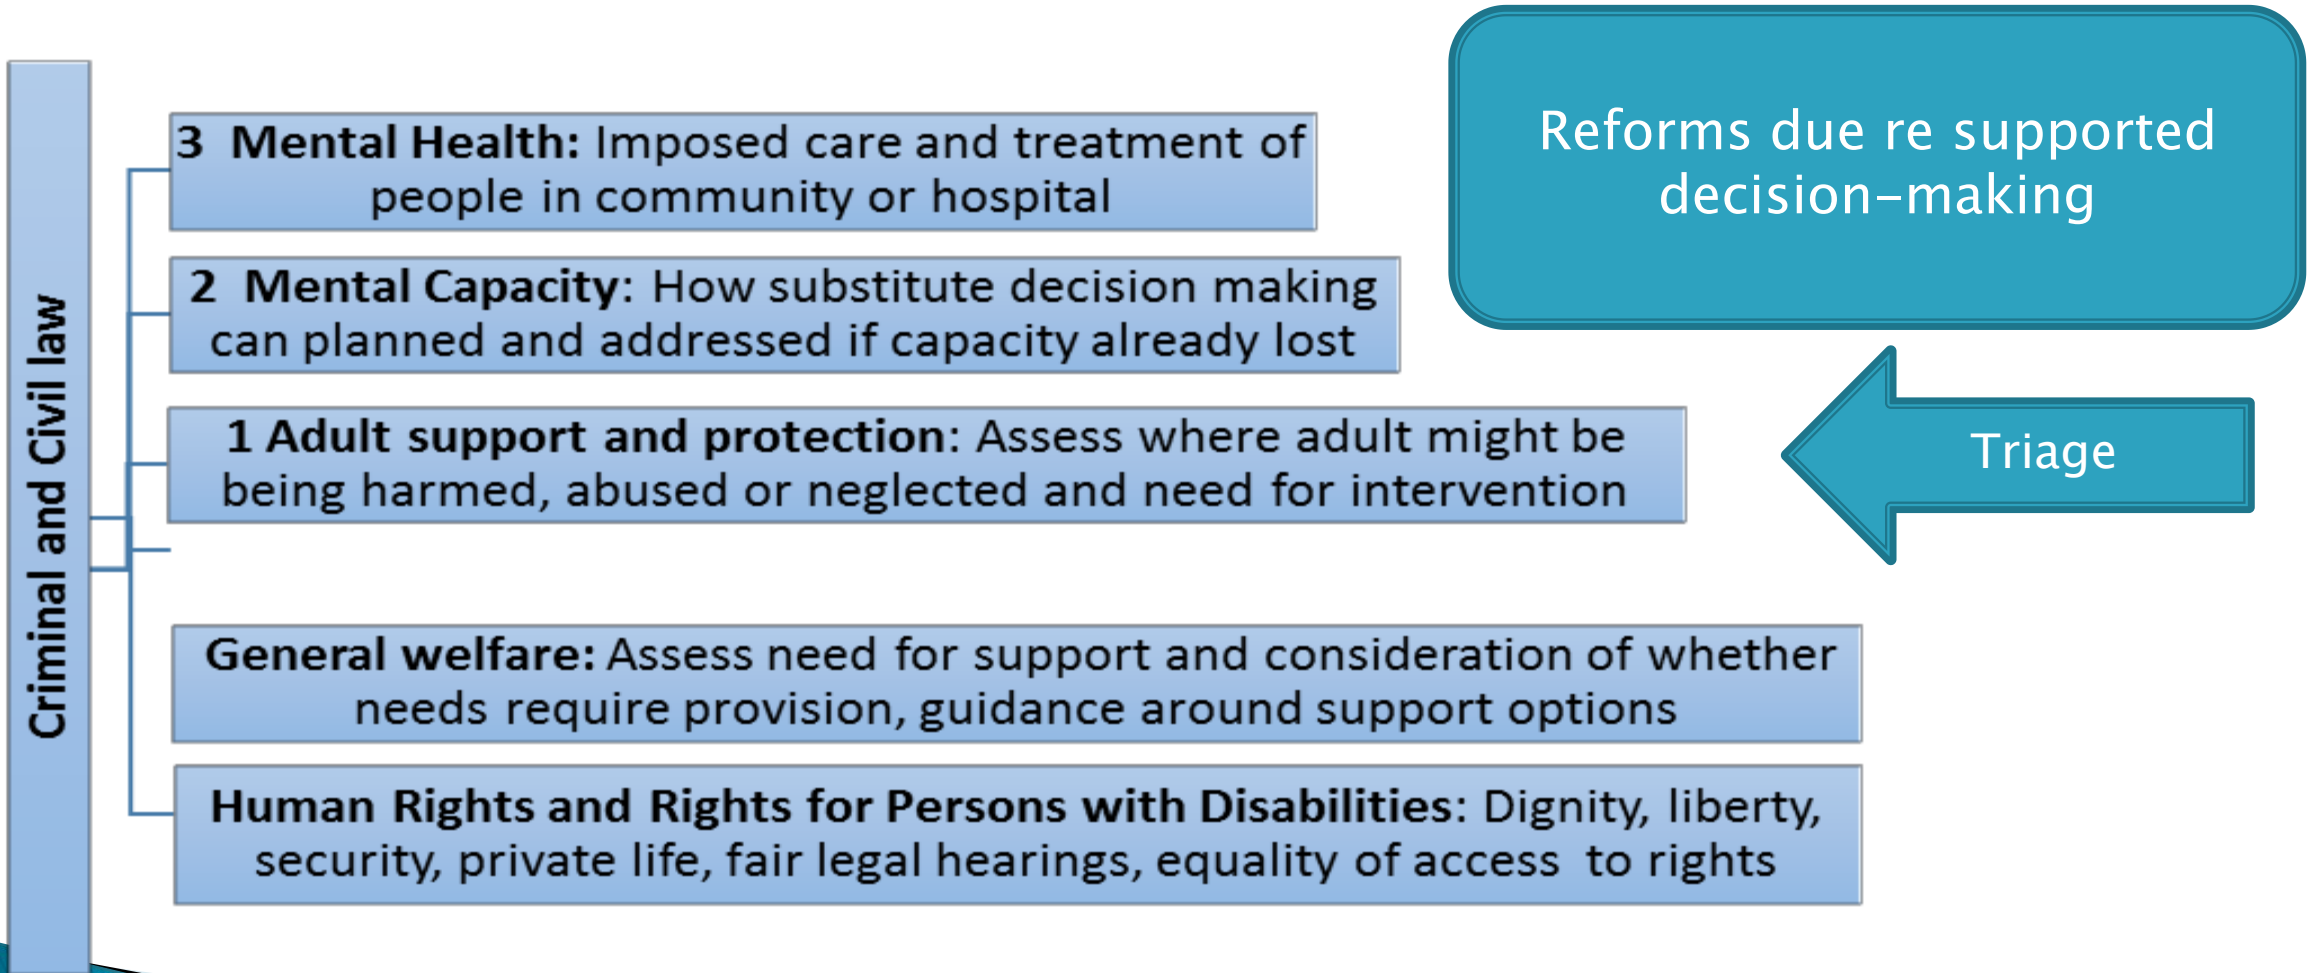 Criminal and Civil law
3 Mental Health: Imposed care and treatment of
people in community or hospital
2 Mental Capacity: How substitute decision making
can planned and addressed if capacity already lost
1 Adult support and protection: Assess where adult might be
being harmed, abused or neglected and need for intervention
General welfare: Assess need for support and consideration of whether
needs require provision, guidance around support options
Human Rights and Rights for Persons with Disabilities: Dignity, liberty,
security, private life, fair legal hearings, equality of access to rights
Reforms due re supported
decision-making
Triage